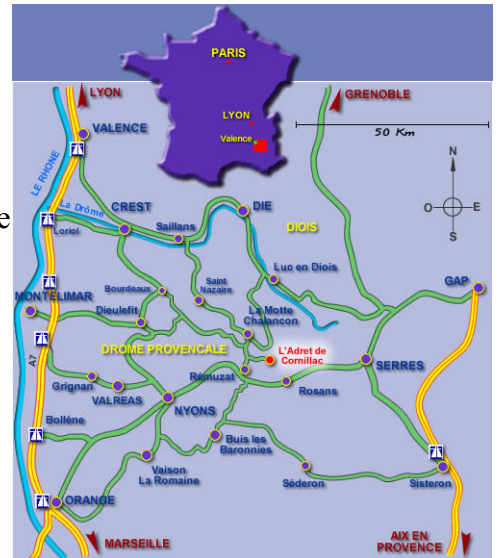 PARIS
LYON
Valence
LYON
GRENOBLE
50 Km
VALENCE
LE RHONE
N
O
E
S
e
La Drôme
CREST
DIE
Loriol
Saillans
DIOIS
Luc en Diois
GAP
Bourdeaux
Saint
Nazaire
MONTELIMAR
Dieulefit
La Motte
Chalancon
A7
DROME PROVENCALE
L'Adret de
Cornillac
SERRES
Grignan
VALREAS
Rémuzat
Rosans
NYONS
Bollène
Buis les
Baronnies
Vaison
La Romaine
Séderon
Sisteron
ORANGE
MARSEILLE
AIX EN
PROVENCE